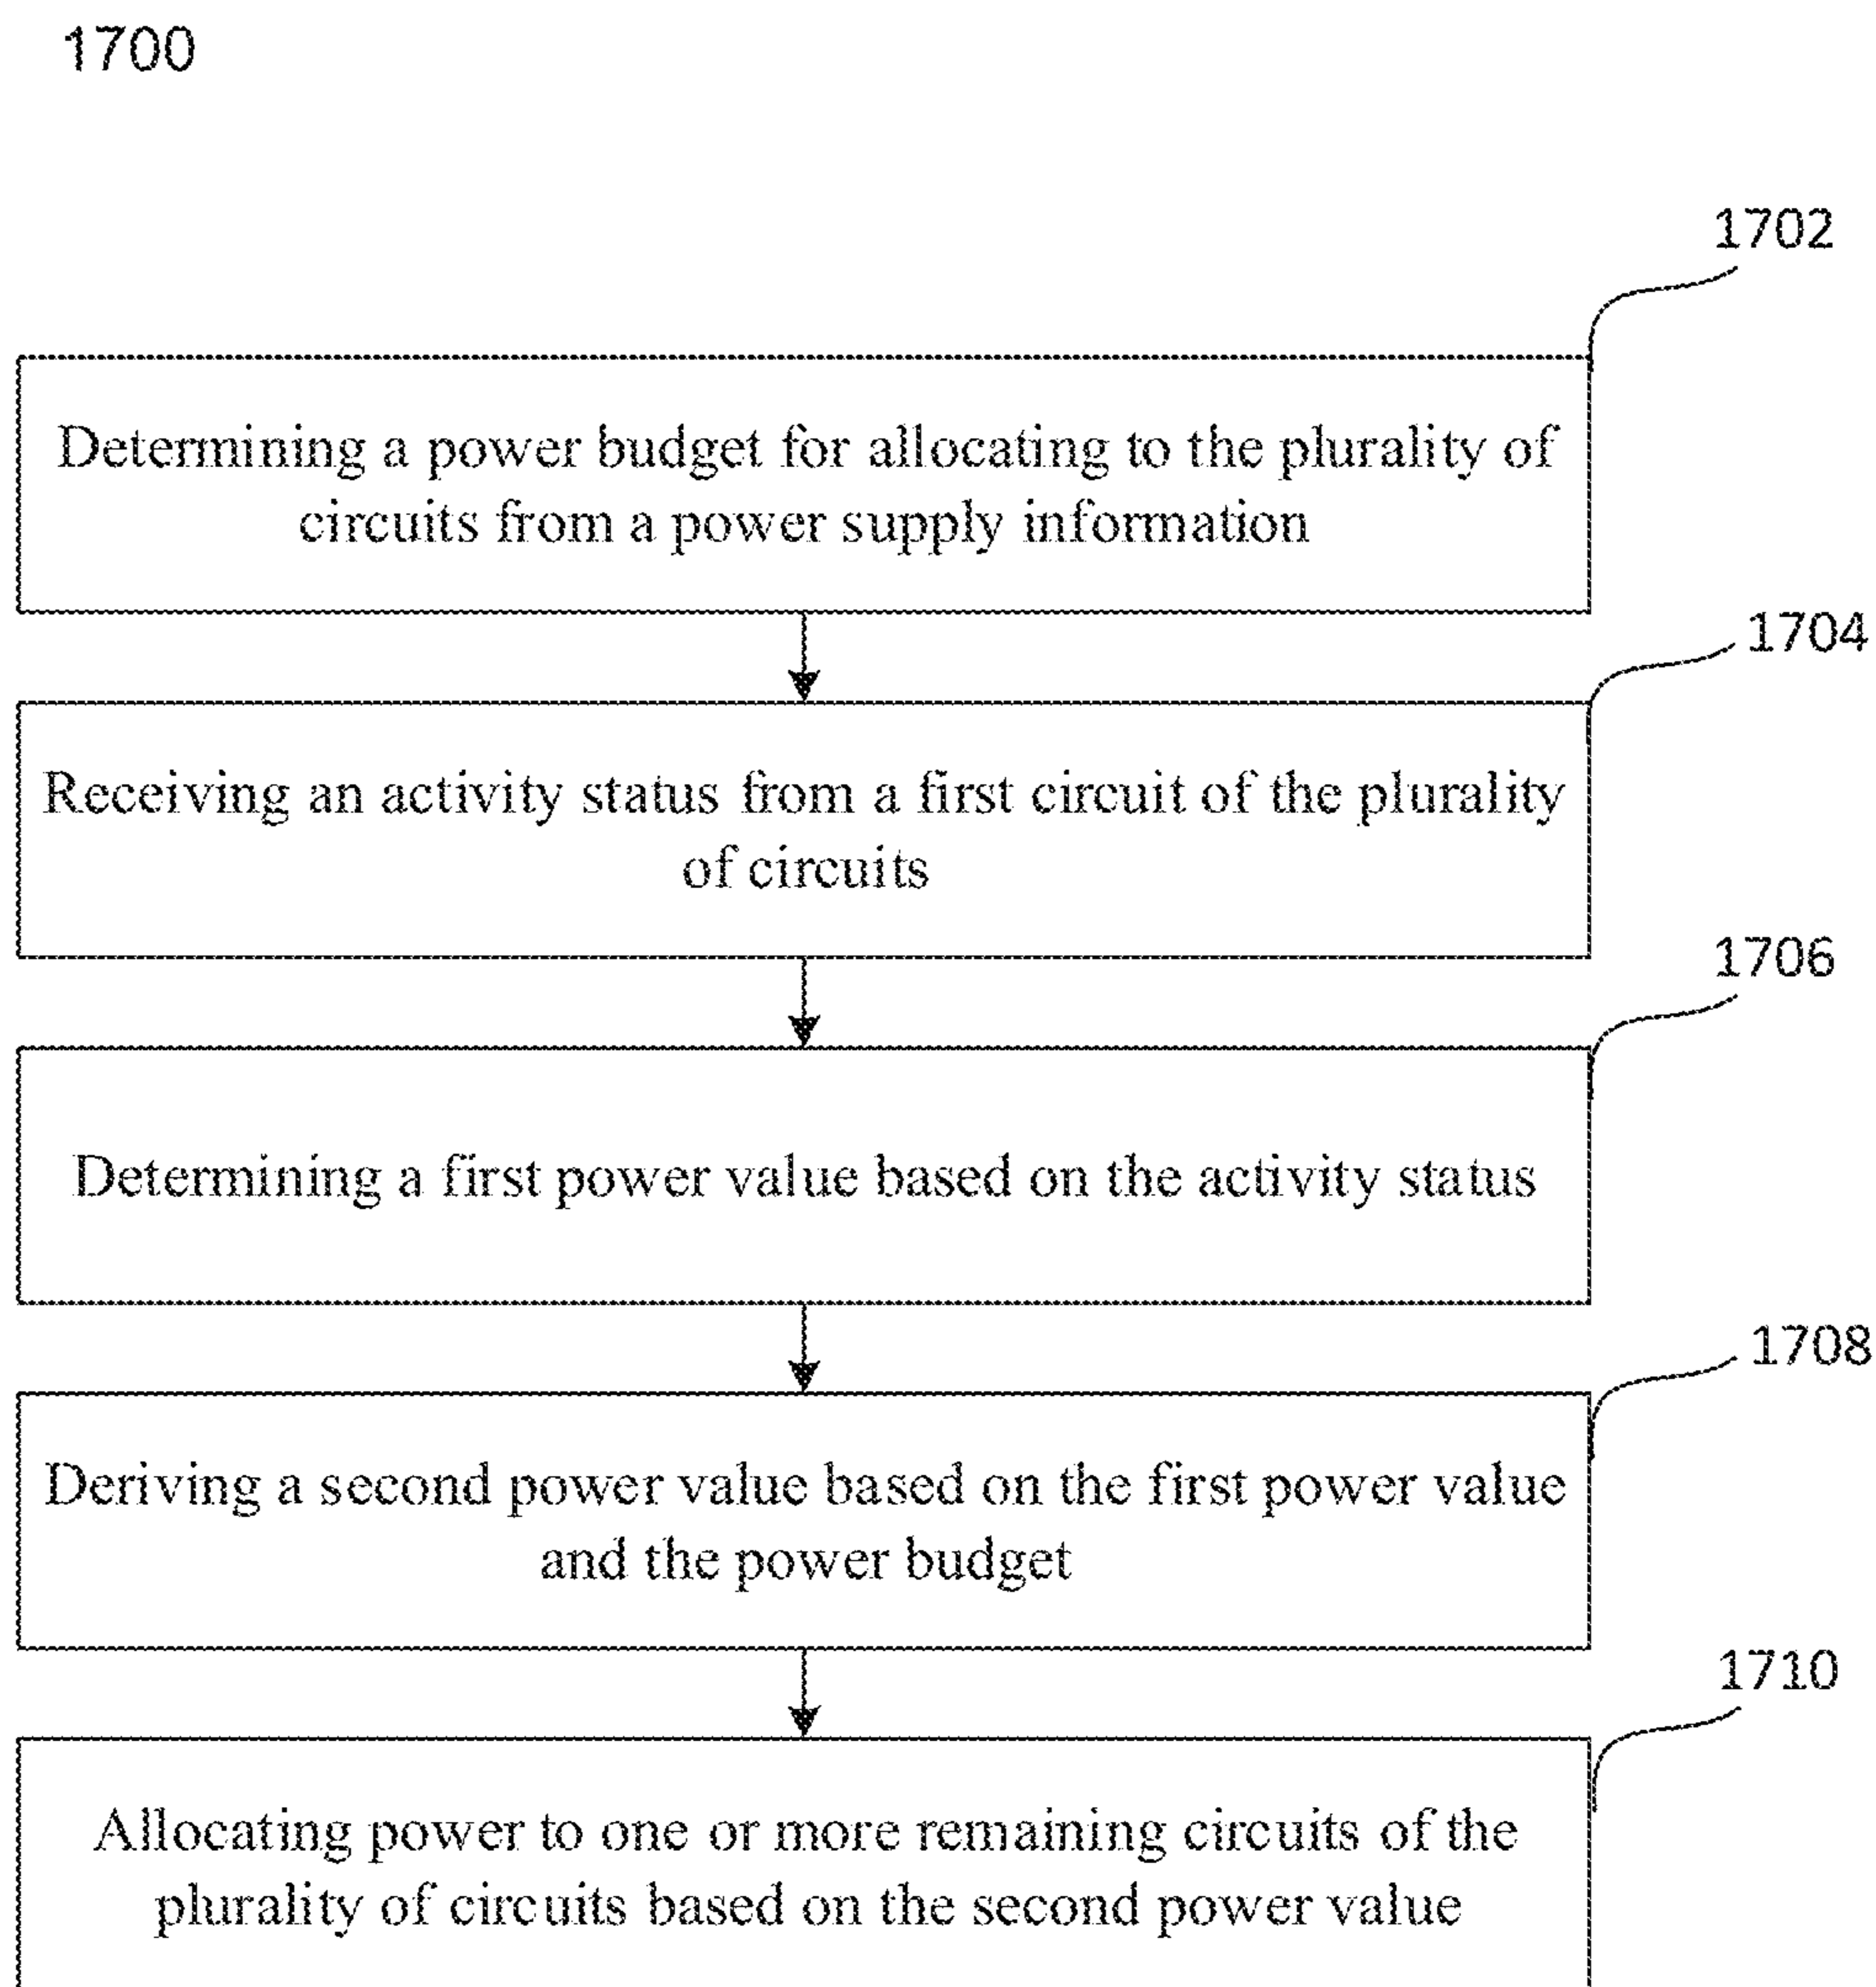 1700
1702
Determining a power budget for allocating to the plurality of
circuits from a power supply information
1704
Receiving an activity status from a first circuit of the plurality
of circuits
1706
Determining a first power value based on the activity status
1708
Deriving a second power value based on the first power value
and the power budget
1710
Allocating power to one or more remaining circuits of the
plurality of circuits based on the second power value